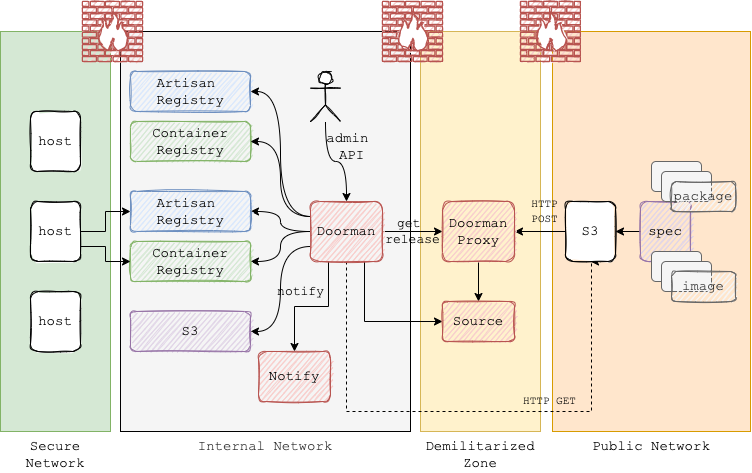 Artisan
Registry
Container
Registry
admin
API
host
host
host
Artisan
Registry
Container
Registry
S3
Doorman
notify
Notify
get
release
Doorman
Proxy
Source
HTTP
POST
S3
spec
package
image
HTTP GET
Secure
Network
Internal Network
Demilitarized
Zone
Public Network